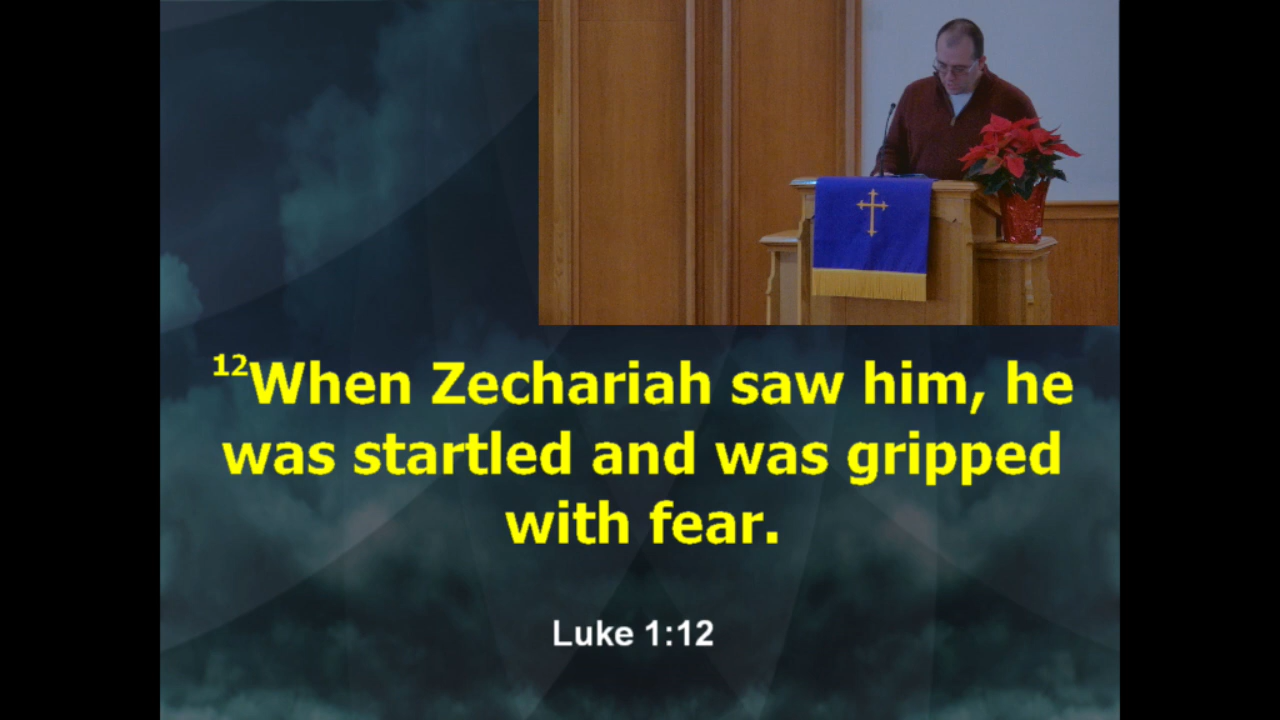 12When Zechariah saw him, he
was startled and was gripped
with fear.
Luke 1:12